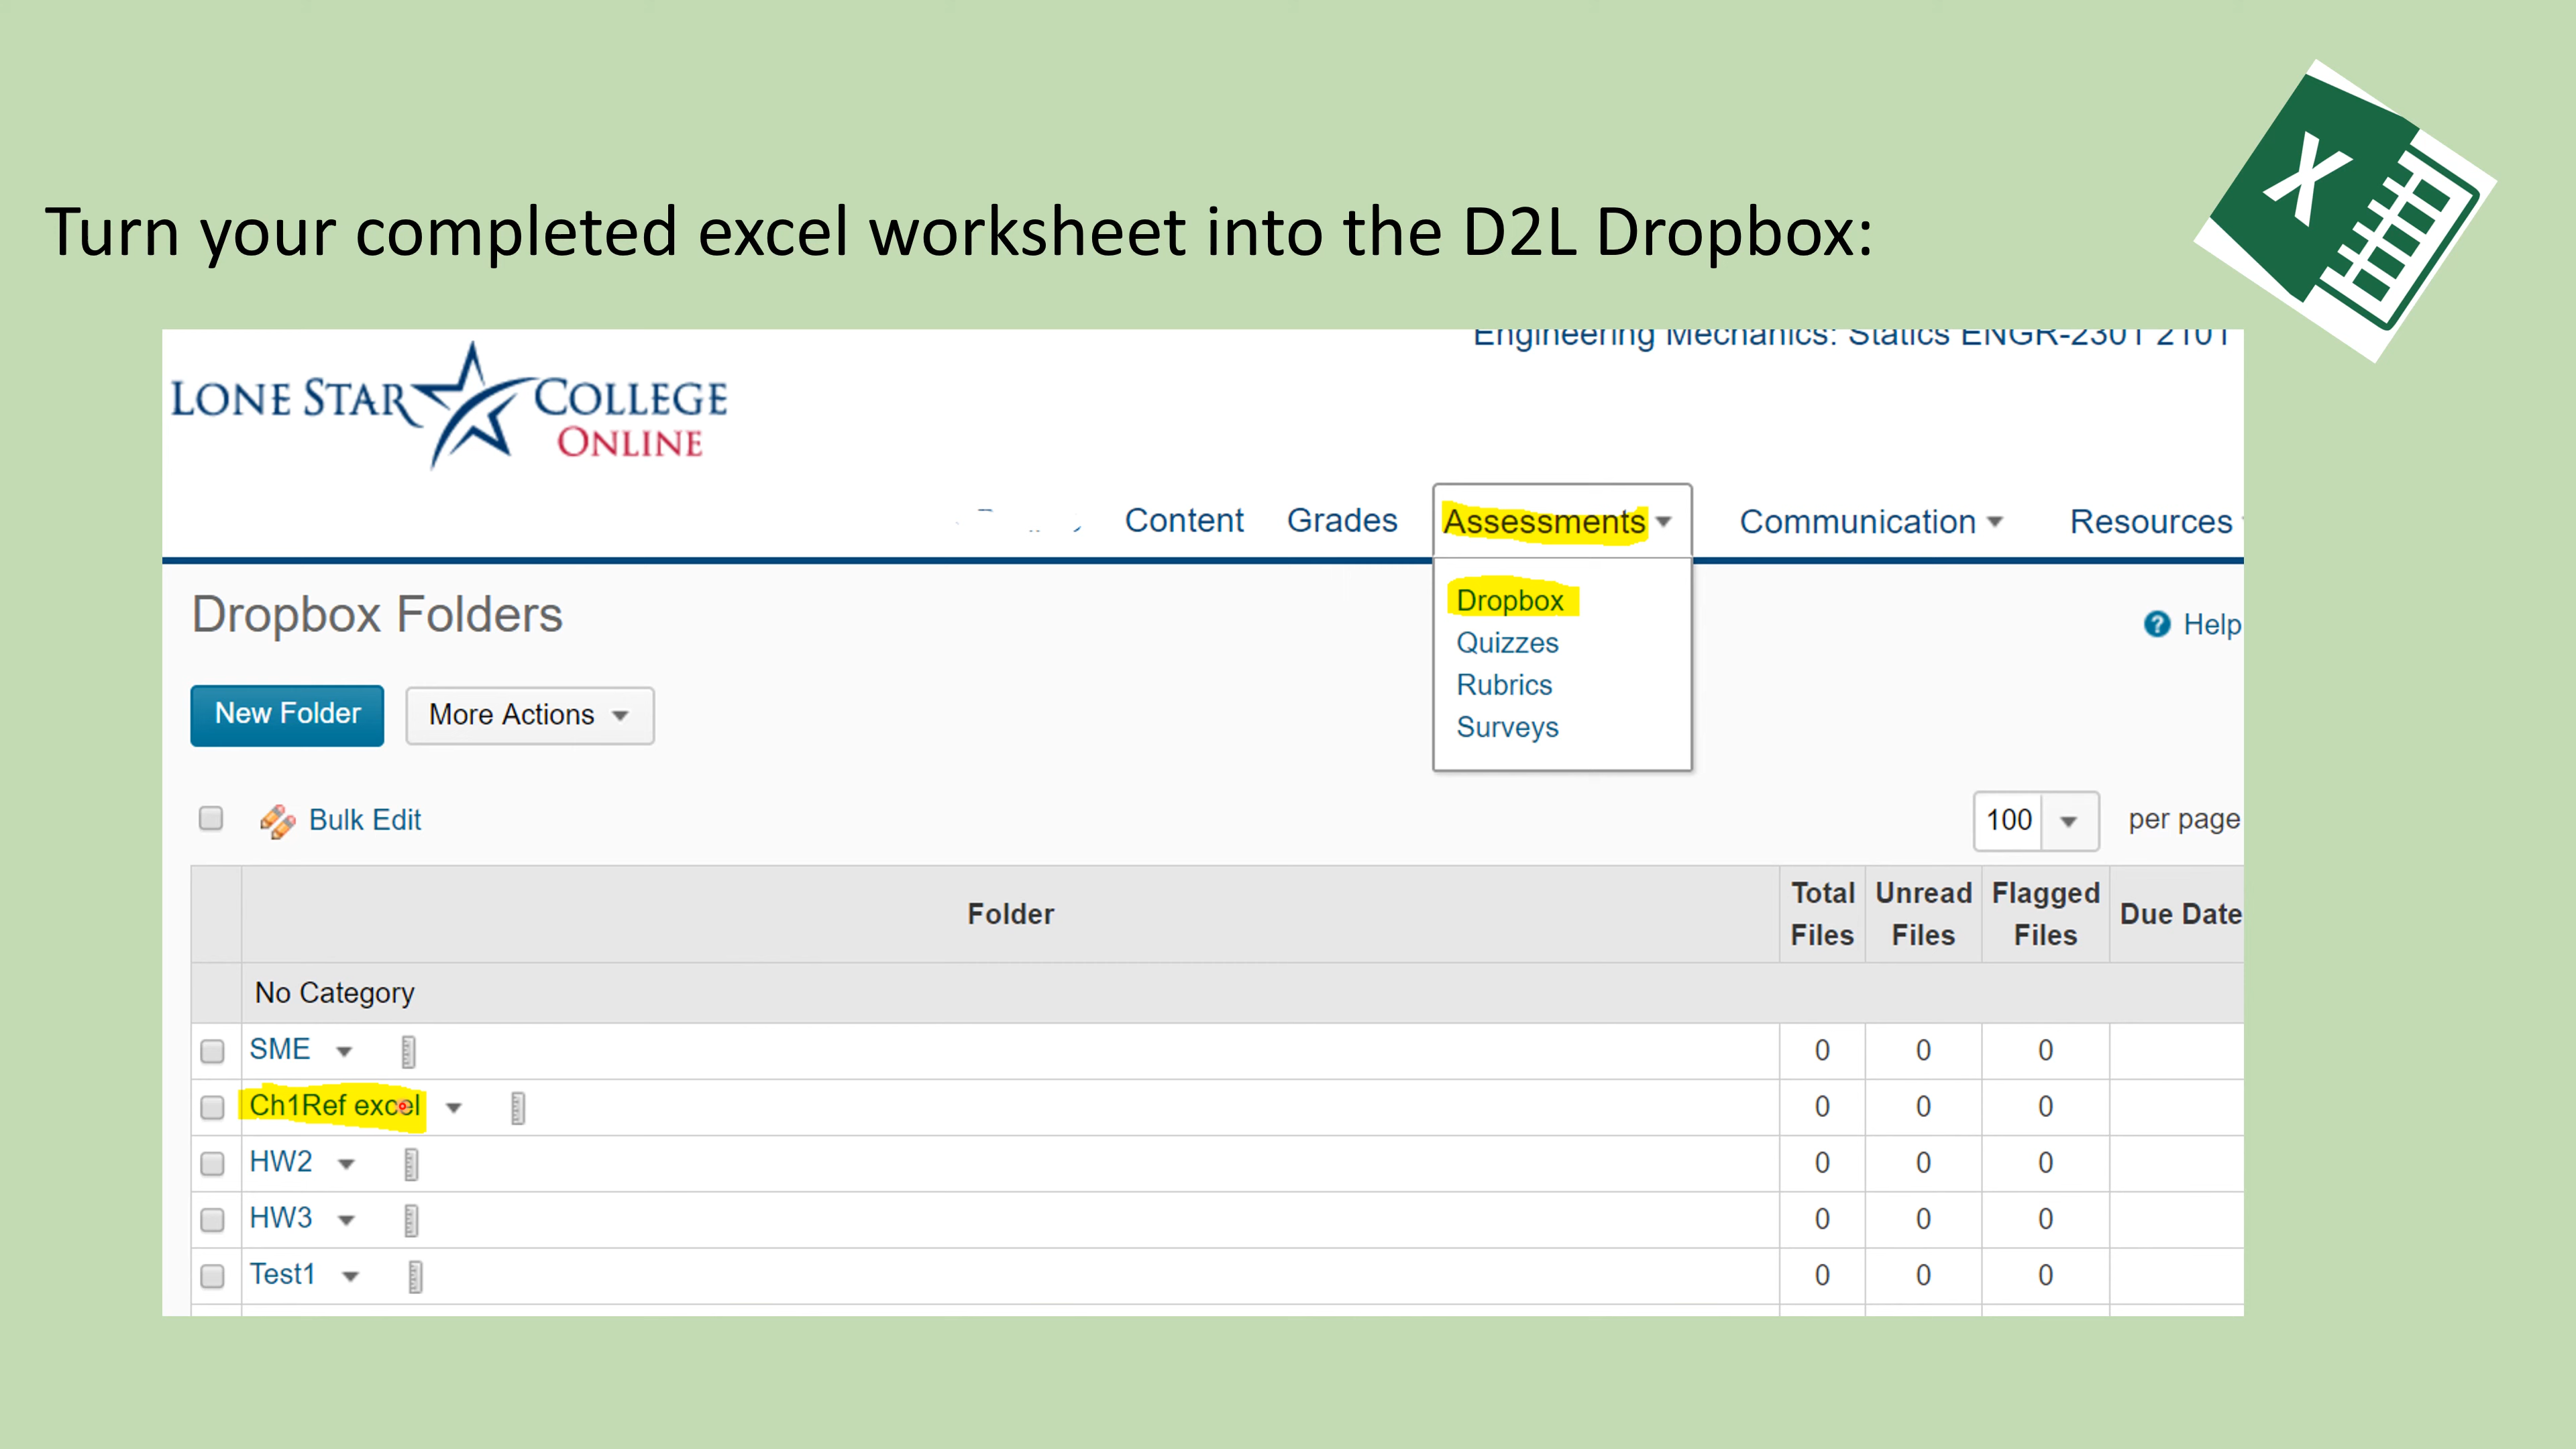 Turn your completed excel worksheet into the D2L Dropbox:
X
Engineering Mechanics: Statics ENGR-2301 2101
LONE STAR COLLEGE
ONLINE
Content Grades Assessments Communication Resources
Dropbox
Quizzes
Rubrics
Surveys
Dropbox Folders
? Help
New Folder More Actions
Bulk Edit
100 per page
Folder Total Files Unread Files Flagged Files Due Date
No Category
SME 0 0 0
Ch1Ref excel 0 0 0
HW2 0 0 0
HW3 0 0 0
Test1 0 0 0